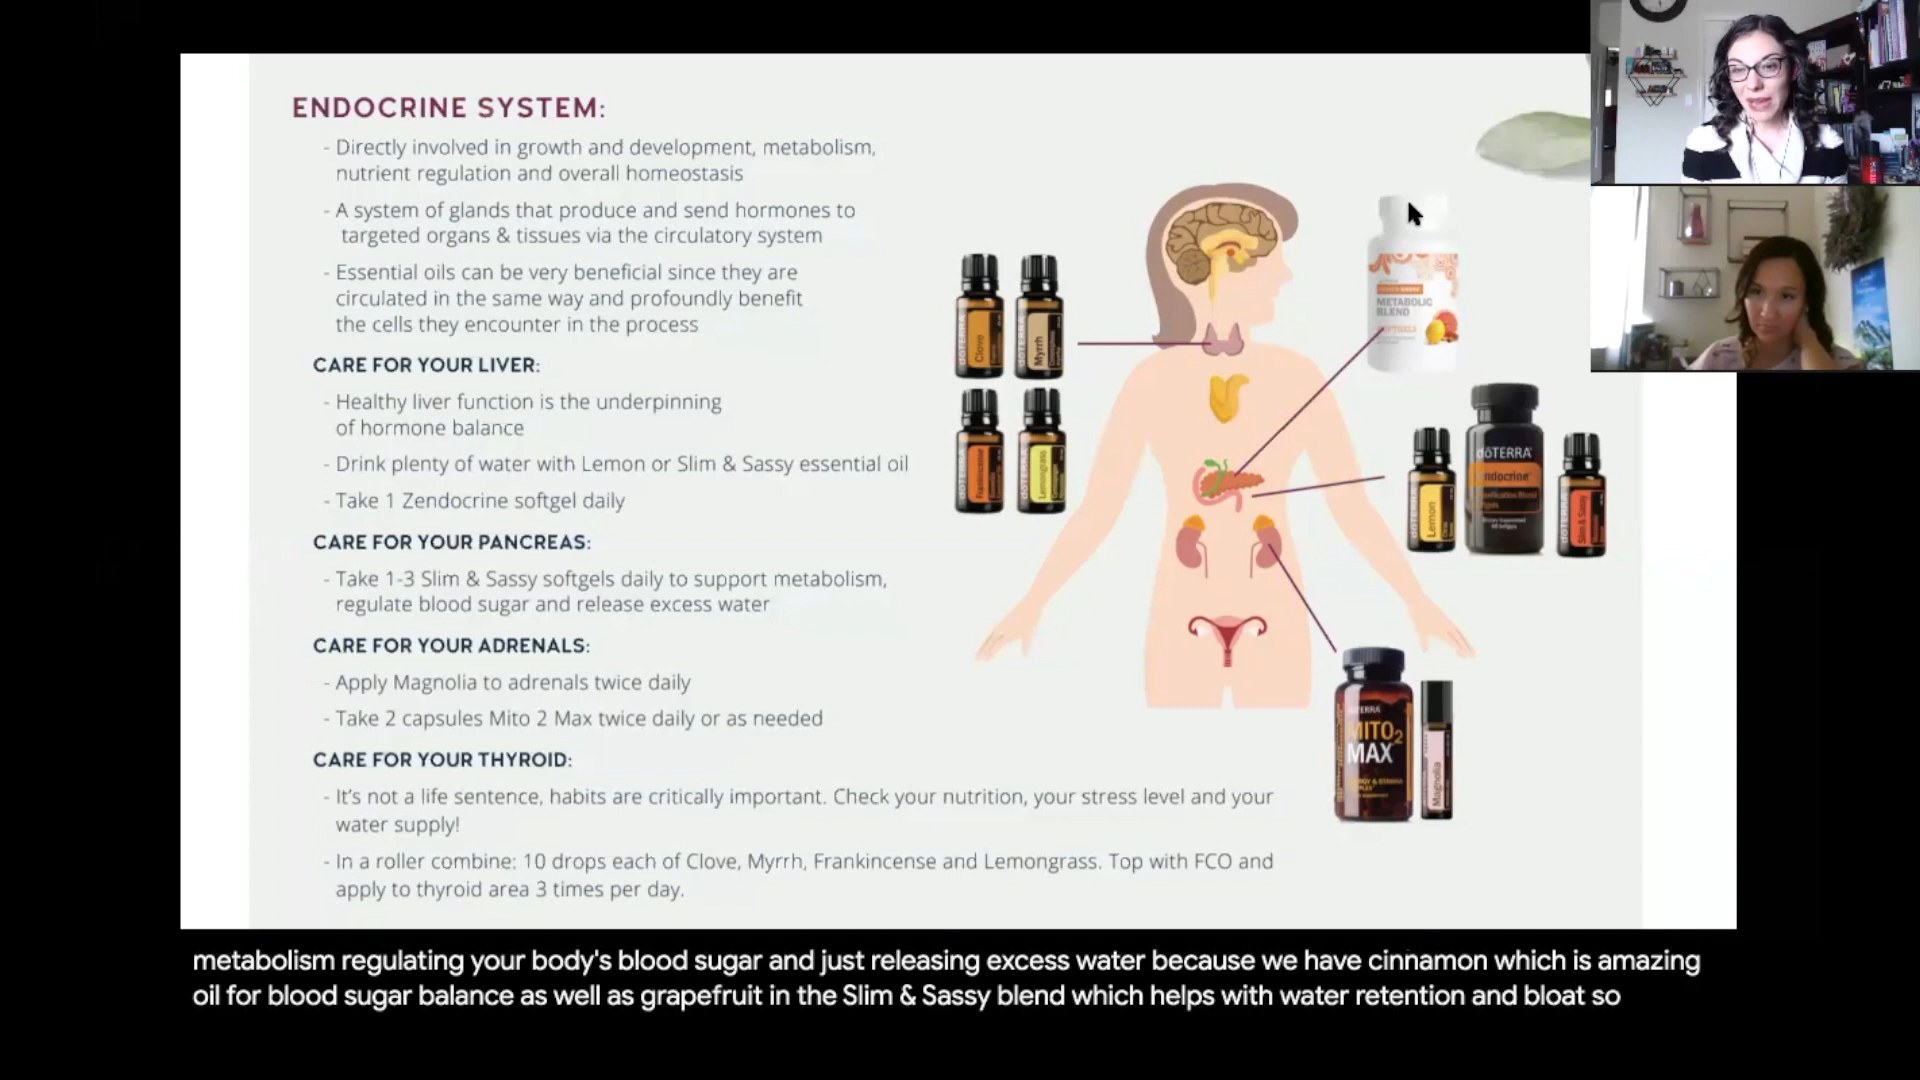 ENDOCRINE SYSTEM:
- Directly involved in growth and development, metabolism,
nutrient regulation and overall homeostasis
- A system of glands that produce and send hormones to
targeted organs & tissues via the circulatory system
- Essential oils can be very beneficial since they are
circulated in the same way and profoundly benefit
the cells they encounter in the process
CARE FOR YOUR LIVER:
- Healthy liver function is the underpinning
of hormone balance
- Drink plenty of water with Lemon or Slim & Sassy essential oil
- Take 1 Zendocrine softgel daily
CARE FOR YOUR PANCREAS:
- Take 1-3 Slim & Sassy softgels daily to support metabolism,
regulate blood sugar and release excess water
CARE FOR YOUR ADRENALS:
- Apply Magnolia to adrenals twice daily
- Take 2 capsules Mito 2 Max twice daily or as needed
CARE FOR YOUR THYROID:
- It's not a life sentence, habits are critically important. Check your nutrition, your stress level and your
water supply!
- In a roller combine: 10 drops each of Clove, Myrrh, Frankincense and Lemongrass. Top with FCO and
apply to thyroid area 3 times per day.
dōTERRA
Clove
dōTERRA
Myrrh
dōTERRA
Frankincense
dōTERRA
Lemongrass
METABOLIC
BLEND
dōTERRA
Lemon
dōTERRA
ndocrine
dōTERRA
Slim & Sassy
MITO2
MAX
Magnolia
metabolism regulating your body's blood sugar and just releasing excess water because we have cinnamon which is amazing
oil for blood sugar balance as well as grapefruit in the Slim & Sassy blend which helps with water retention and bloat so